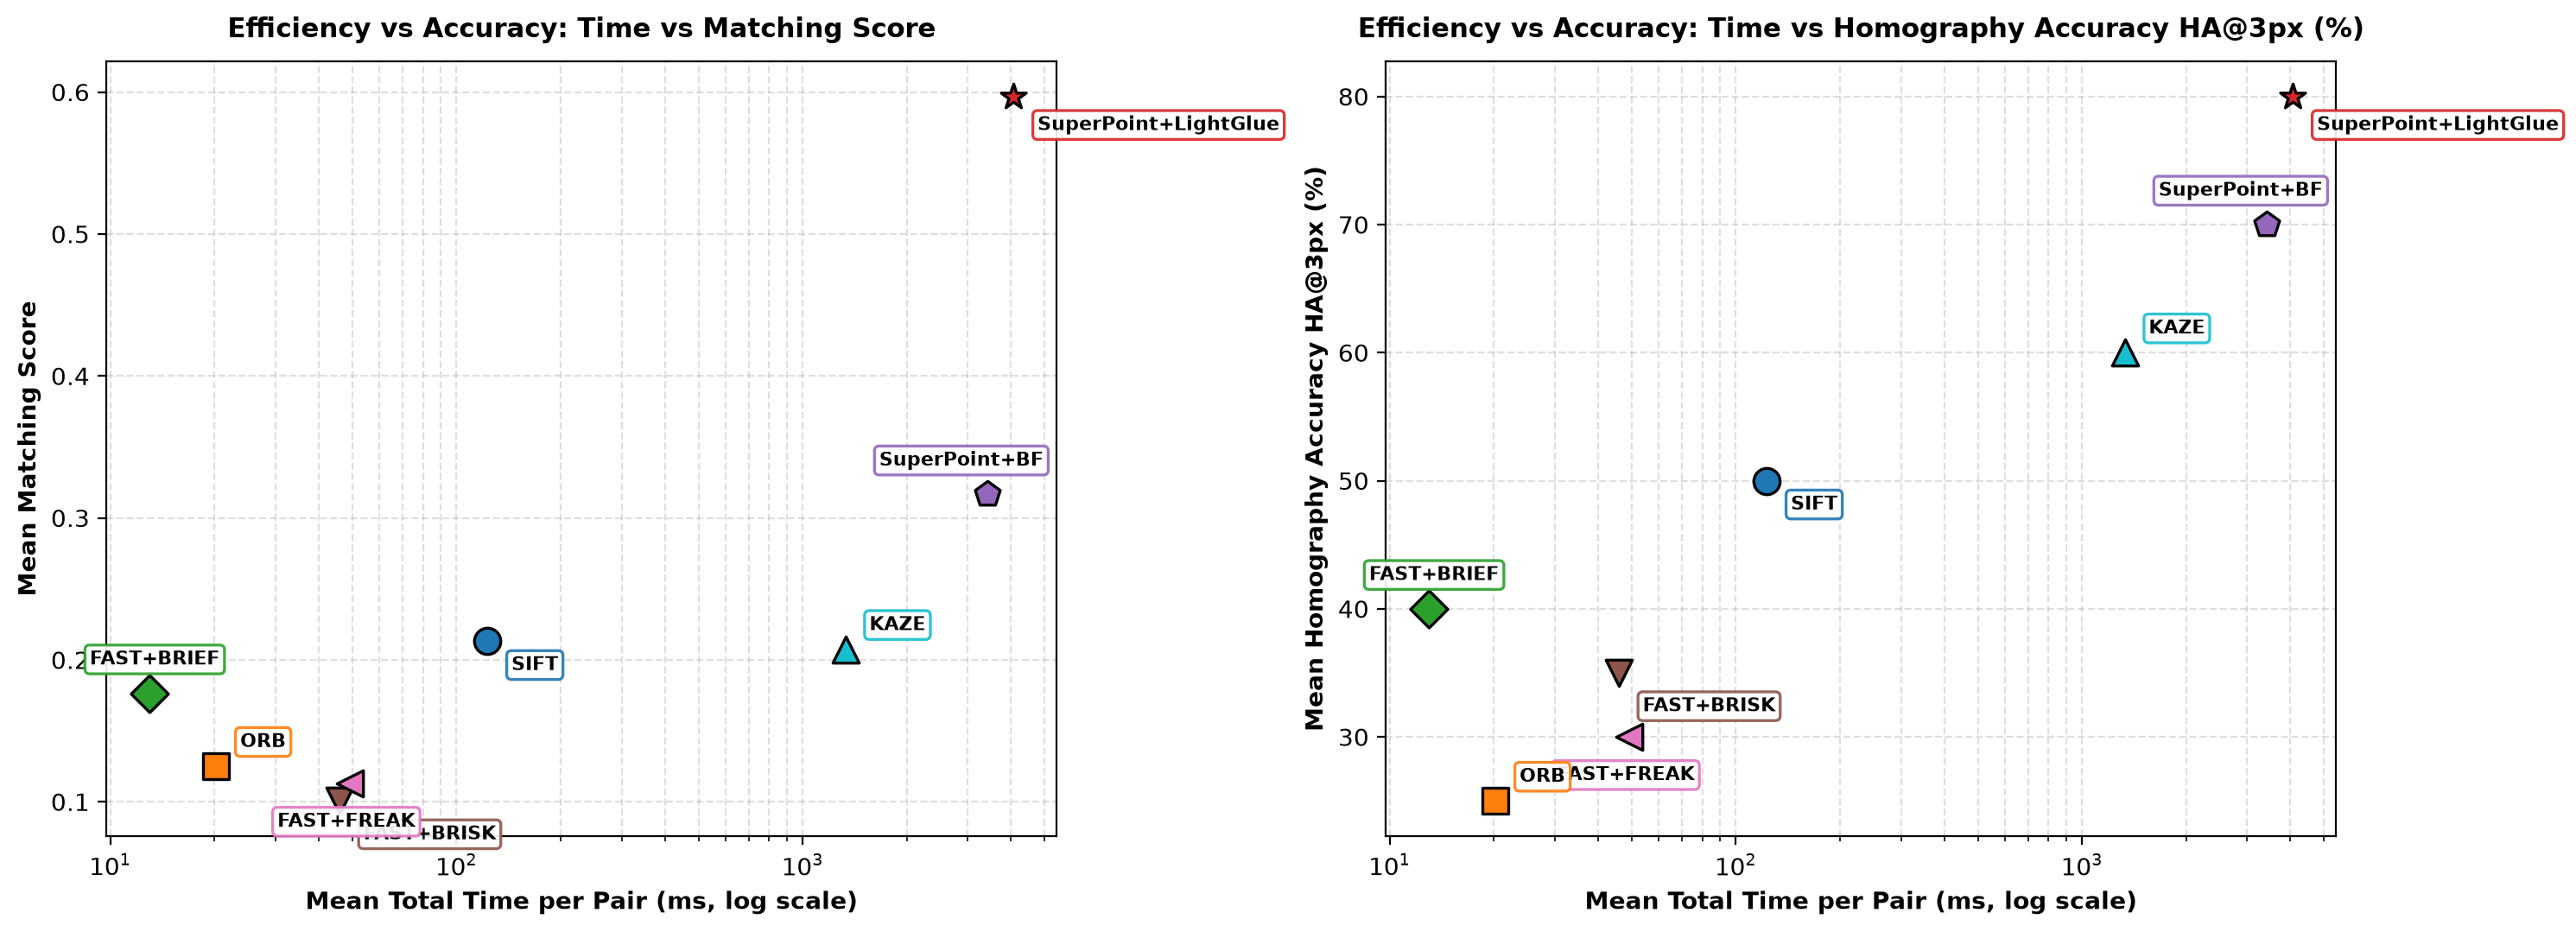 Efficiency vs Accuracy: Time vs Matching Score
Mean Matching Score
0.6
0.5
0.4
0.3
0.2
0.1
SuperPoint+LightGlue
SuperPoint+BF
KAZE
SIFT
FAST+BRIEF
ORB
FAST+FREAK
+BRISK
10¹
10²
10³
Mean Total Time per Pair (ms, log scale)
Efficiency vs Accuracy: Time vs Homography Accuracy HA@3px (%)
Mean Homography Accuracy HA@3px (%)
80
70
60
50
40
30
SuperPoint+LightGlue
SuperPoint+BF
KAZE
SIFT
FAST+BRIEF
FAST+BRISK
ORB
AST+FREAK
10¹
10²
10³
Mean Total Time per Pair (ms, log scale)